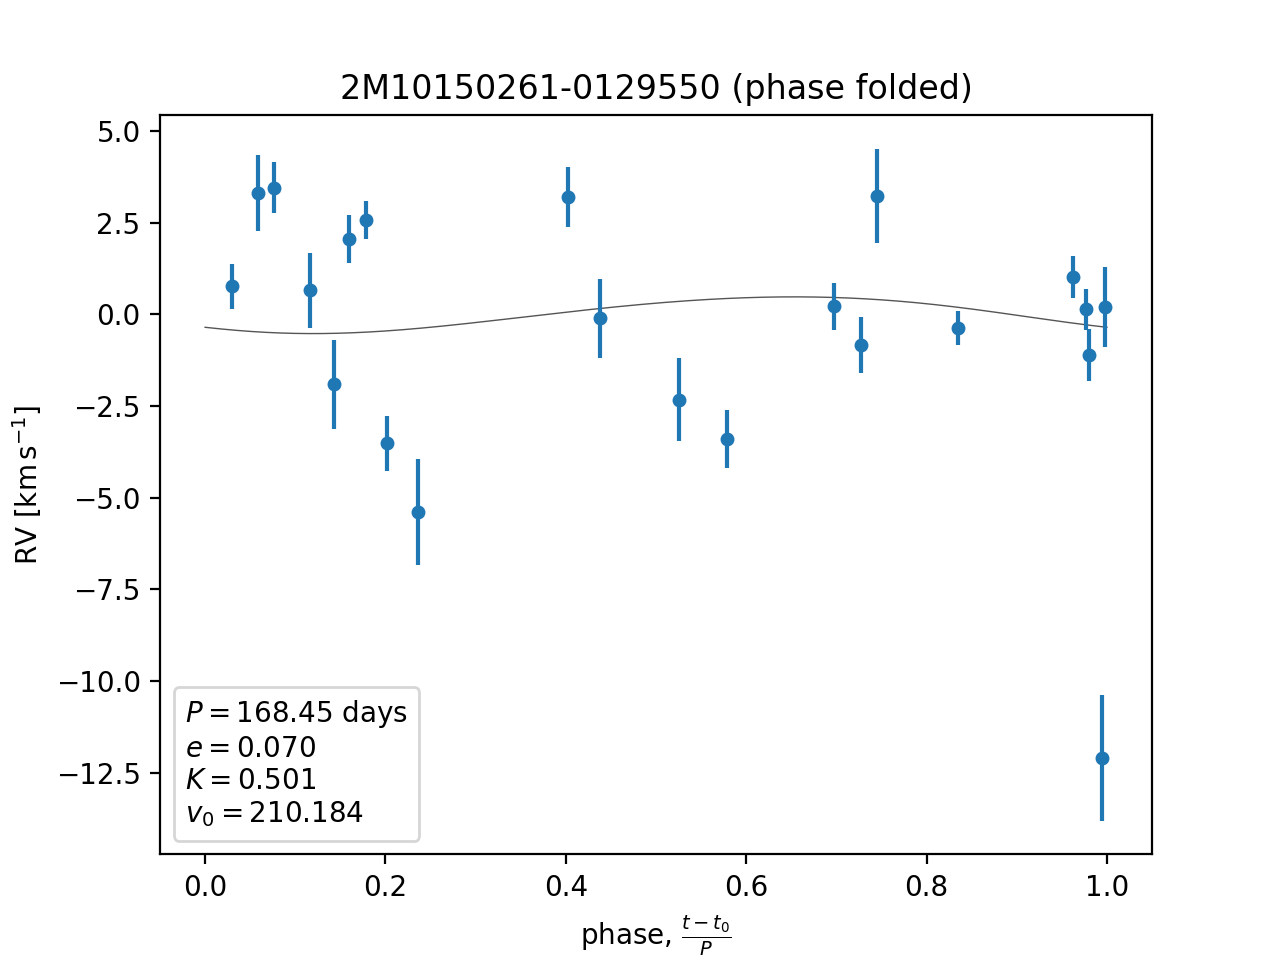 2M10150261-0129550 (phase folded)
RV [km s⁻¹]
5.0
2.5
0.0
−2.5
−5.0
−7.5
−10.0
−12.5
P = 168.45 days
e = 0.070
K = 0.501
v₀ = 210.184
0.0 0.2 0.4 0.6 0.8 1.0
phase, (t − t₀)/P